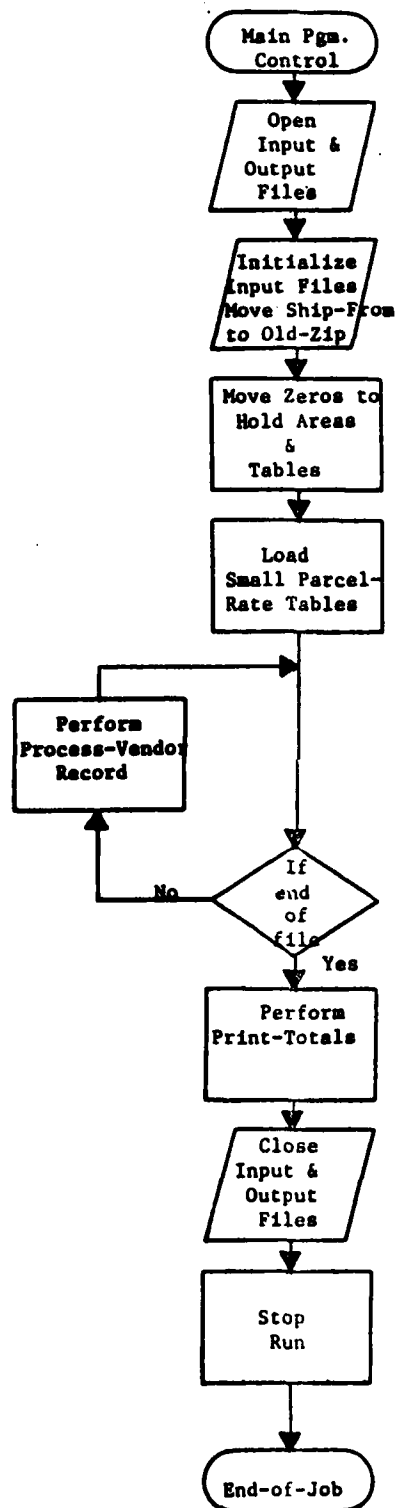 Main Pgm.
Control
Open
Input &
Output
Files
Initialize
Input Files
Move Ship-From
to Old-Zip
Move Zeros to
Hold Areas
&
Tables
Load
Small Parcel-
Rate Tables
Perform
Process-Vendor
Record
If
end
of
file
No
Yes
Perform
Print-Totals
Close
Input &
Output
Files
Stop
Run
End-of-Job